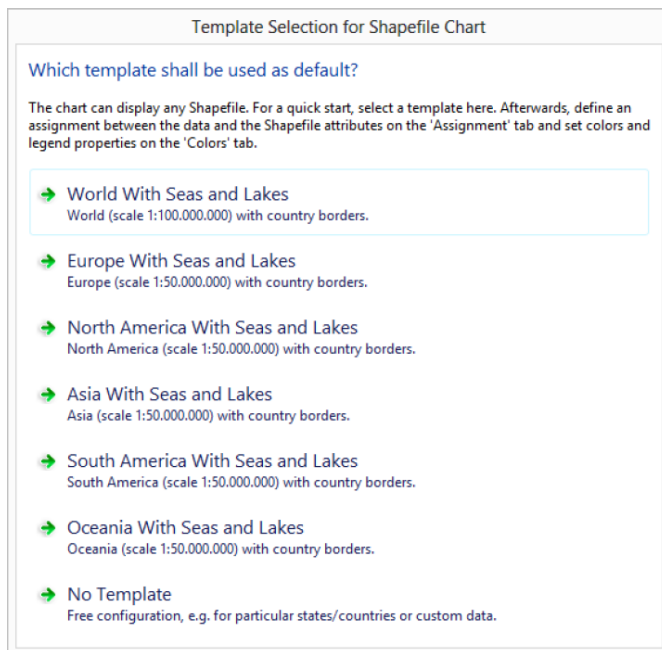 Template Selection for Shapefile Chart
Which template shall be used as default?
The chart can display any Shapefile. For a quick start, select a template here. Afterwards, define an
assignment between the data and the Shapefile attributes on the 'Assignment' tab and set colors and
legend properties on the 'Colors' tab.
World With Seas and Lakes
World (scale 1:100.000.000) with country borders.
Europe With Seas and Lakes
Europe (scale 1:50.000.000) with country borders.
North America With Seas and Lakes
North America (scale 1:50.000.000) with country borders.
Asia With Seas and Lakes
Asia (scale 1:50.000.000) with country borders.
South America With Seas and Lakes
South America (scale 1:50.000.000) with country borders.
Oceania With Seas and Lakes
Oceania (scale 1:50.000.000) with country borders.
No Template
Free configuration, e.g. for particular states/countries or custom data.